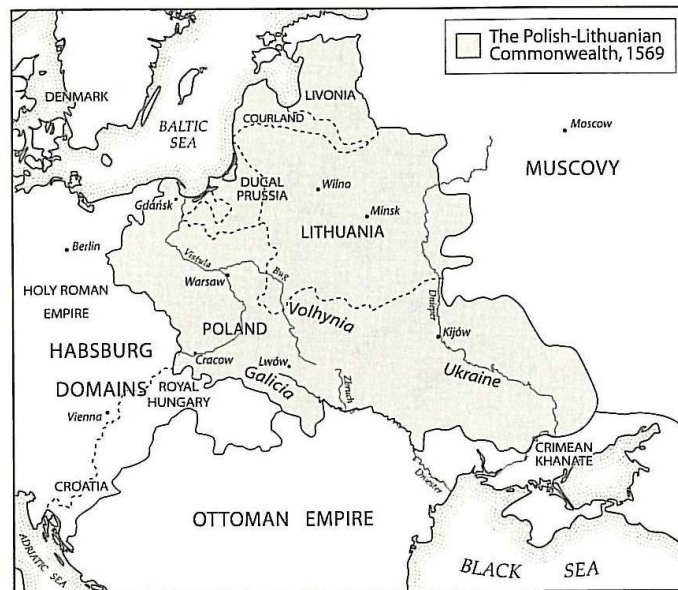 The Polish-Lithuanian
Commonwealth, 1569
DENMARK
BALTIC
SEA
LIVONIA
COURLAND
Moscow
MUSCOVY
DUCAL
PRUSSIA
Wilno
Minsk
Gdańsk
LITHUANIA
Berlin
Vistula
Bug
Warsaw
HOLY ROMAN
EMPIRE
Volhynia
Dnieper
POLAND
Kijów
HABSBURG
Cracow
Lwów
Ukraine
DOMAINS
ROYAL
HUNGARY
Galicia
Zbruch
Vienna
CRIMEAN
KHANATE
CROATIA
Dniester
OTTOMAN EMPIRE
ADRIATIC SEA
BLACK SEA